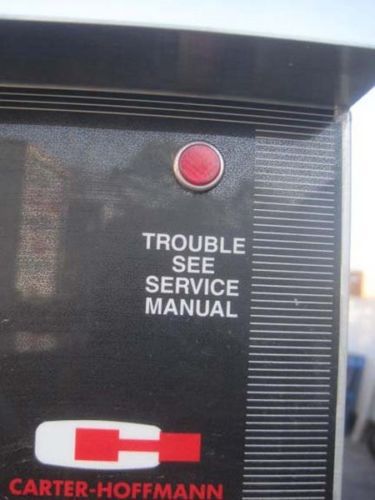 TROUBLE
SEE
SERVICE
MANUAL
CARTER-HOFFMANN